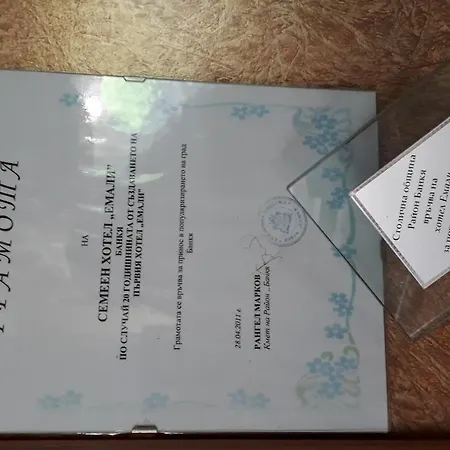 ГРАМОТА
НА
СЕМЕЕН ХОТЕЛ „ЕМАЛИ”
БАНКЯ
ПО СЛУЧАЙ 20 ГОДИШНИНАТА ОТ СЪЗДАВАНЕТО НА
ПЪРВИЯ ХОТЕЛ „ЕМАЛИ“
Грамотата се връчва за принос в популяризирането на град
Банкя
28.04.2011 г.
РАНГЕЛ МАРКОВ
Кмет на Район „Банкя”
Столична община
Район Банкя
връчва на
хотел Емали
за